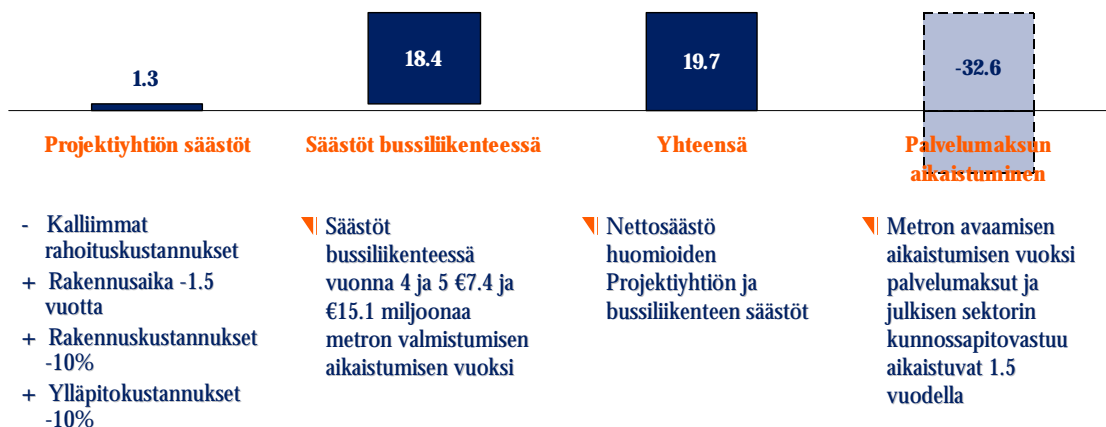 1.3
18.4
19.7
-32.6
Projektiyhtiön säästöt
Säästöt bussiliikenteessä
Yhteensä
Palvelumaksun
aikaistuminen
- Kalliimmat
rahoituskustannukset
+ Rakennusaika -1.5
vuotta
+ Rakennuskustannukset
-10%
+ Ylläpitokustannukset
-10%
Säästöt
bussiliikenteessä
vuonna 4 ja 5 €7.4 ja
€15.1 miljoonaa
metron valmistumisen
aikaistumisen vuoksi
Nettosäästö
huomioiden
Projektiyhtiön ja
bussiliikenteen säästöt
Metron avaamisen
aikaistumisen vuoksi
palvelumaksut ja
julkisen sektorin
kunnossapitovastuu
aikaistuvat 1.5
vuodella